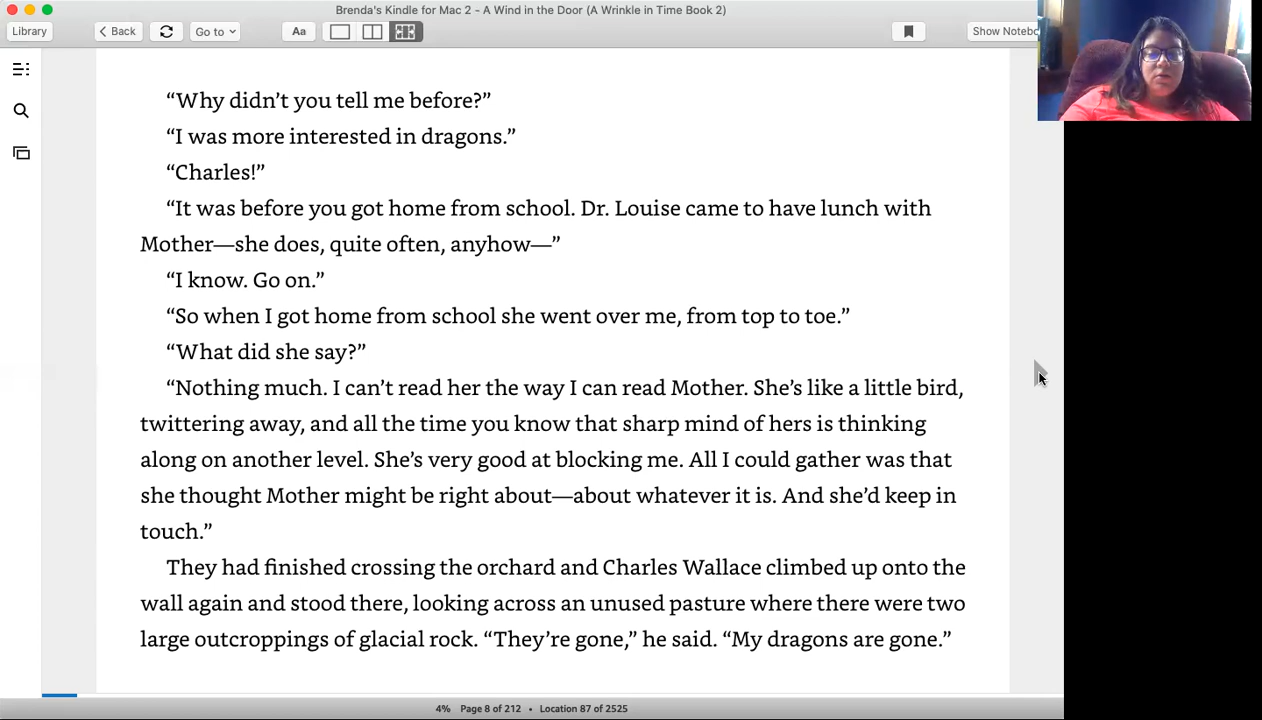 Brenda's Kindle for Mac 2 - A Wind in the Door (A Wrinkle in Time Book 2)
Library
Back
Go to
Aa
Show Notebo
“Why didn’t you tell me before?”
“I was more interested in dragons.”
“Charles!”
“It was before you got home from school. Dr. Louise came to have lunch with
Mother—she does, quite often, anyhow—”
“I know. Go on.”
“So when I got home from school she went over me, from top to toe.”
“What did she say?”
“Nothing much. I can’t read her the way I can read Mother. She’s like a little bird,
twittering away, and all the time you know that sharp mind of hers is thinking
along on another level. She’s very good at blocking me. All I could gather was that
she thought Mother might be right about—about whatever it is. And she’d keep in
touch.”
They had finished crossing the orchard and Charles Wallace climbed up onto the
wall again and stood there, looking across an unused pasture where there were two
large outcroppings of glacial rock. “They’re gone,” he said. “My dragons are gone.”
4% Page 8 of 212 • Location 87 of 2525